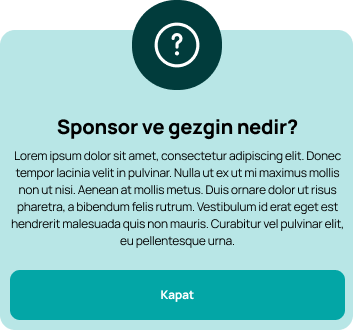 ?
Sponsor ve gezgin nedir?
Lorem ipsum dolor sit amet, consectetur adipiscing elit. Donec
tempor lacinia velit in pulvinar. Nulla ut ex ut mi maximus mollis
non ut nisi. Aenean at mollis metus. Duis ornare dolor ut risus
pharetra, a bibendum felis rutrum. Vestibulum id erat eget est
hendrerit malesuada quis non mauris. Curabitur vel pulvinar elit,
eu pellentesque urna.
Kapat